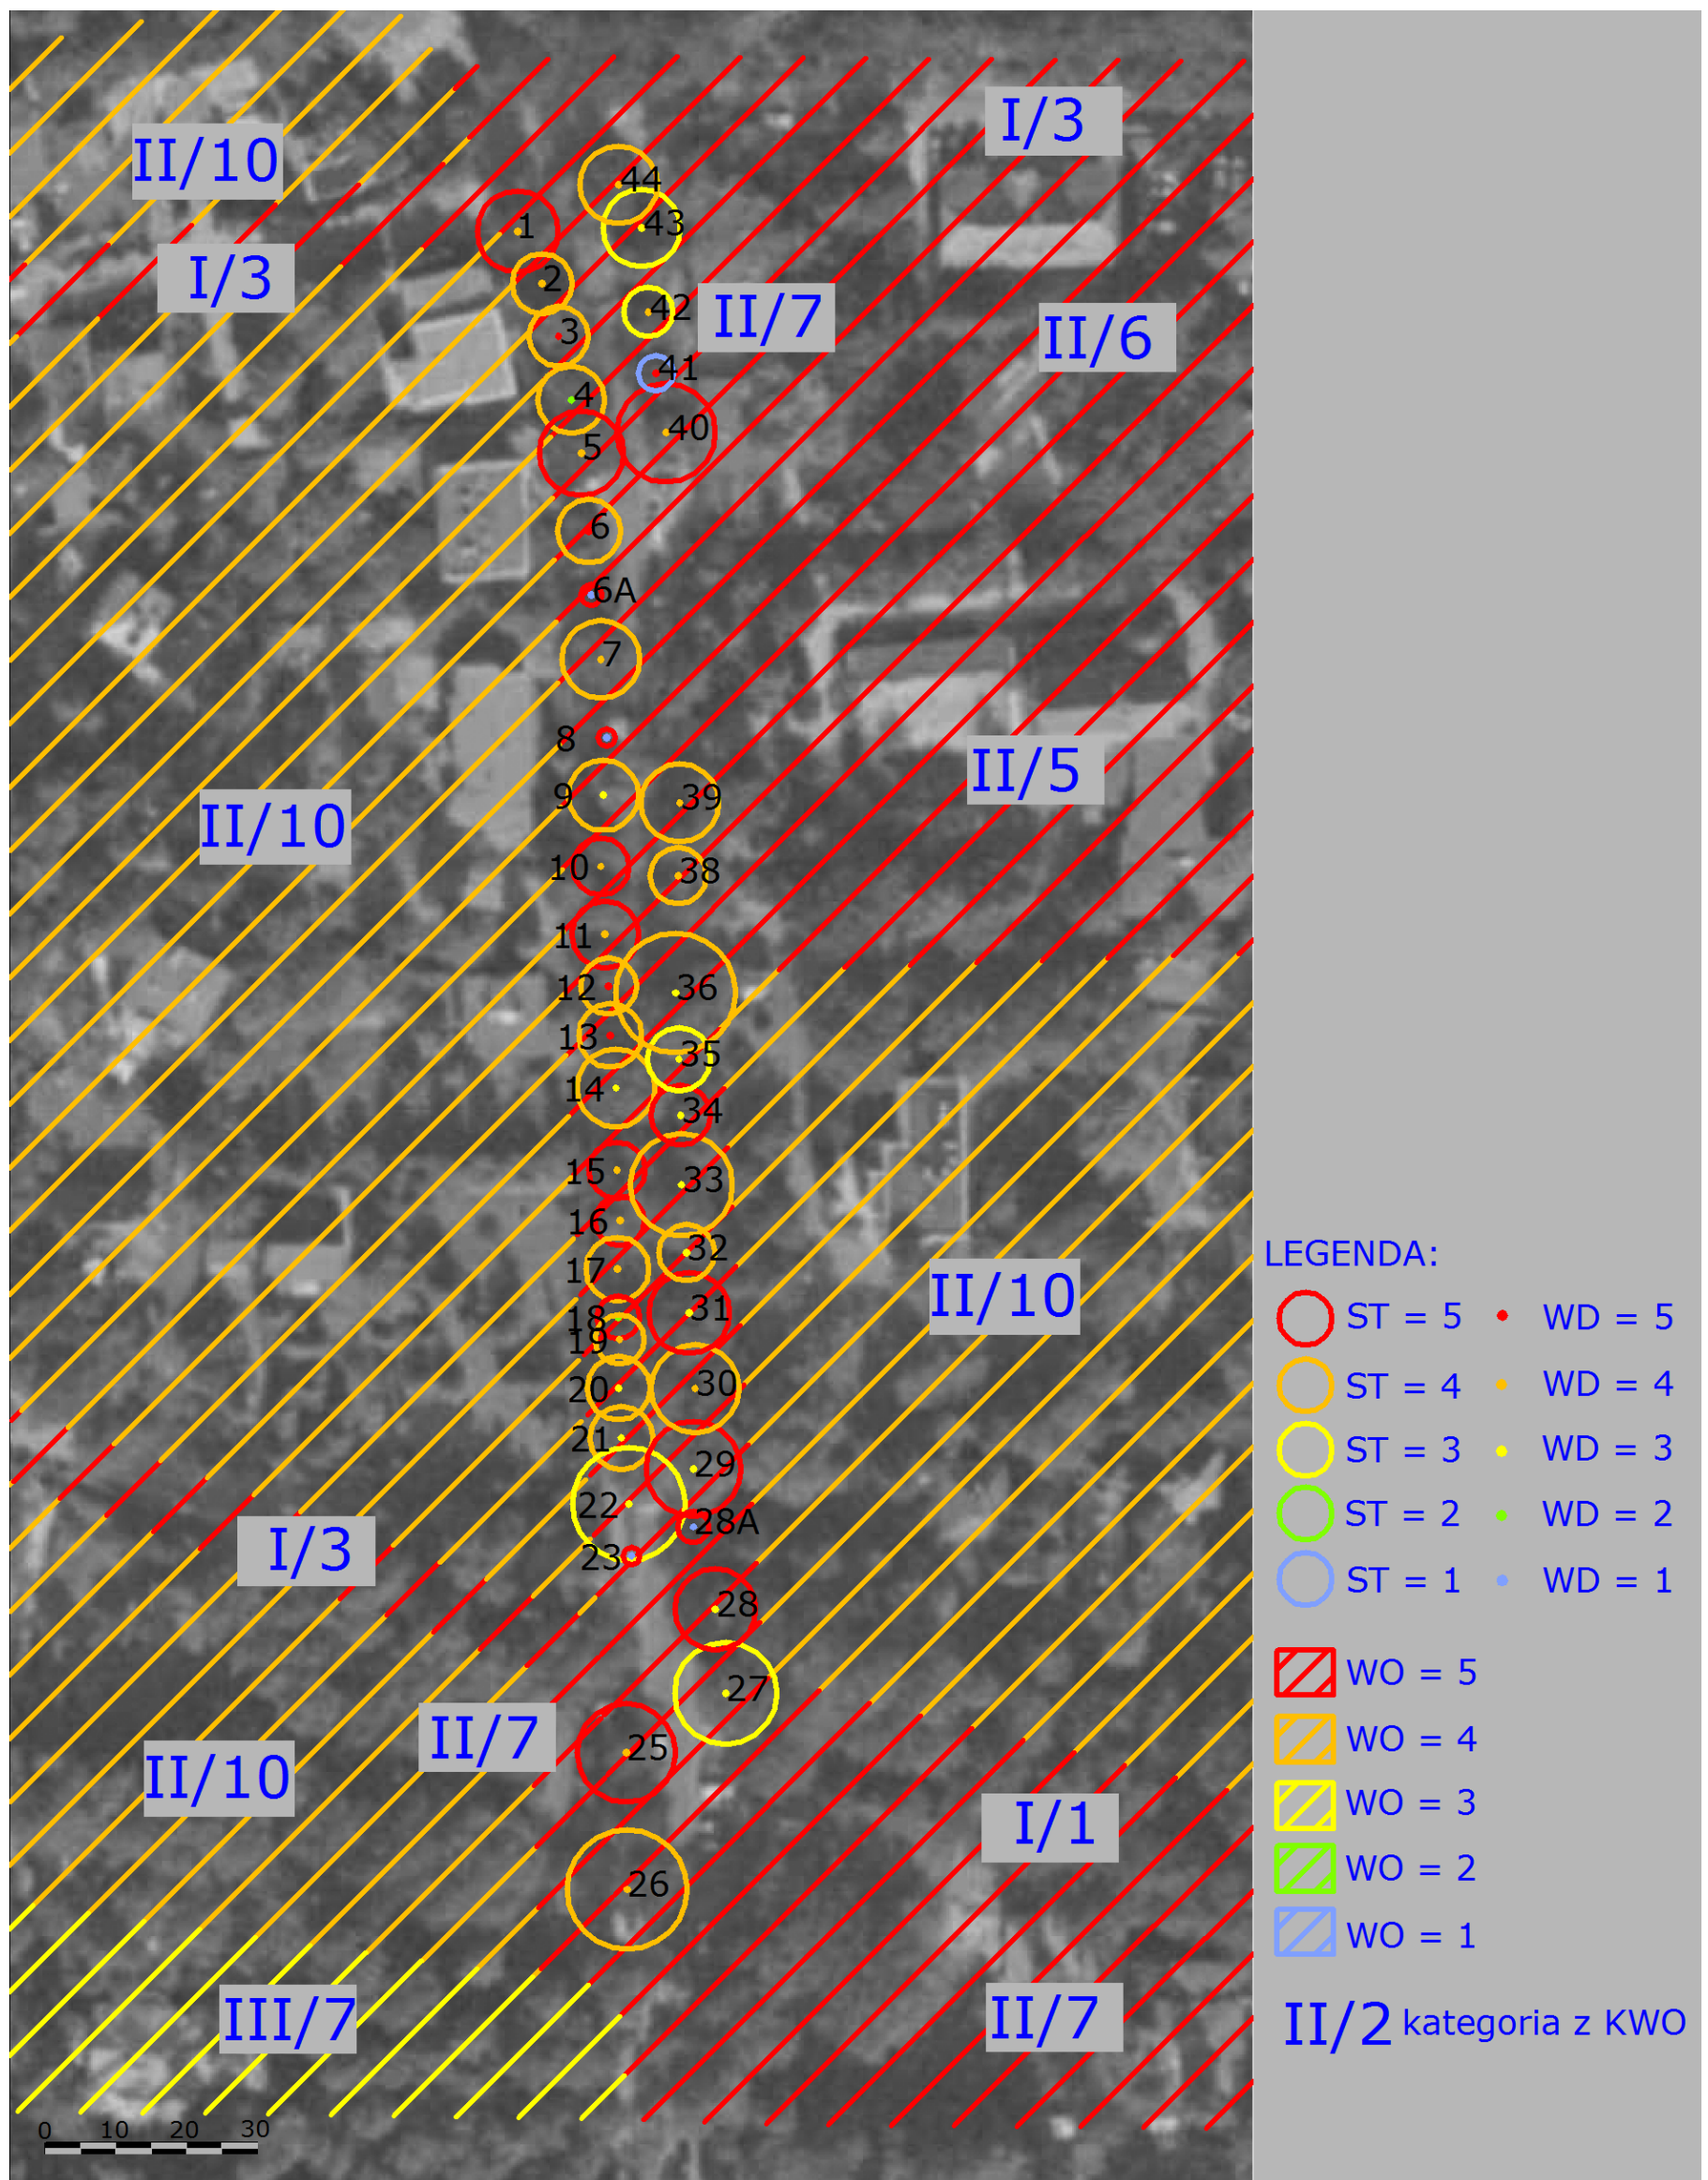 I/3
II/10
44
1
43
I/3
2
42
II/7
3
II/6
41
4
40
5
6
6A
7
8
II/5
9
39
II/10
10
38
11
12
36
13
35
14
34
15
33
16
32
LEGENDA:
17
II/10
31
18
ST = 5
WD = 5
19
20
30
ST = 4
WD = 4
21
29
ST = 3
WD = 3
22
28A
ST = 2
WD = 2
I/3
23
ST = 1
WD = 1
28
WO = 5
27
II/7
25
WO = 4
II/10
WO = 3
I/1
WO = 2
26
WO = 1
III/7
II/7
II/2 kategoria z KWO
0 10 20 30